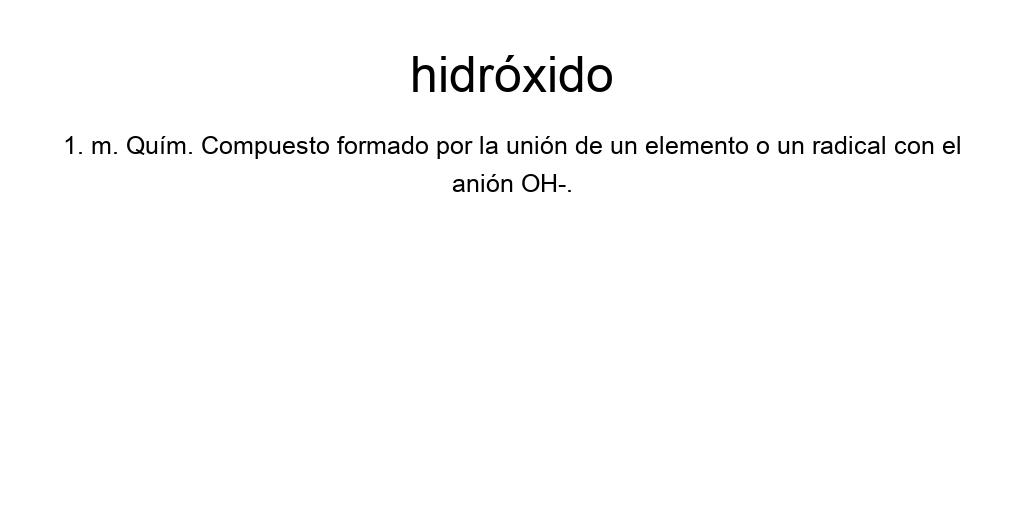 hidróxido
1. m. Quím. Compuesto formado por la unión de un elemento o un radical con el
anión OH-.